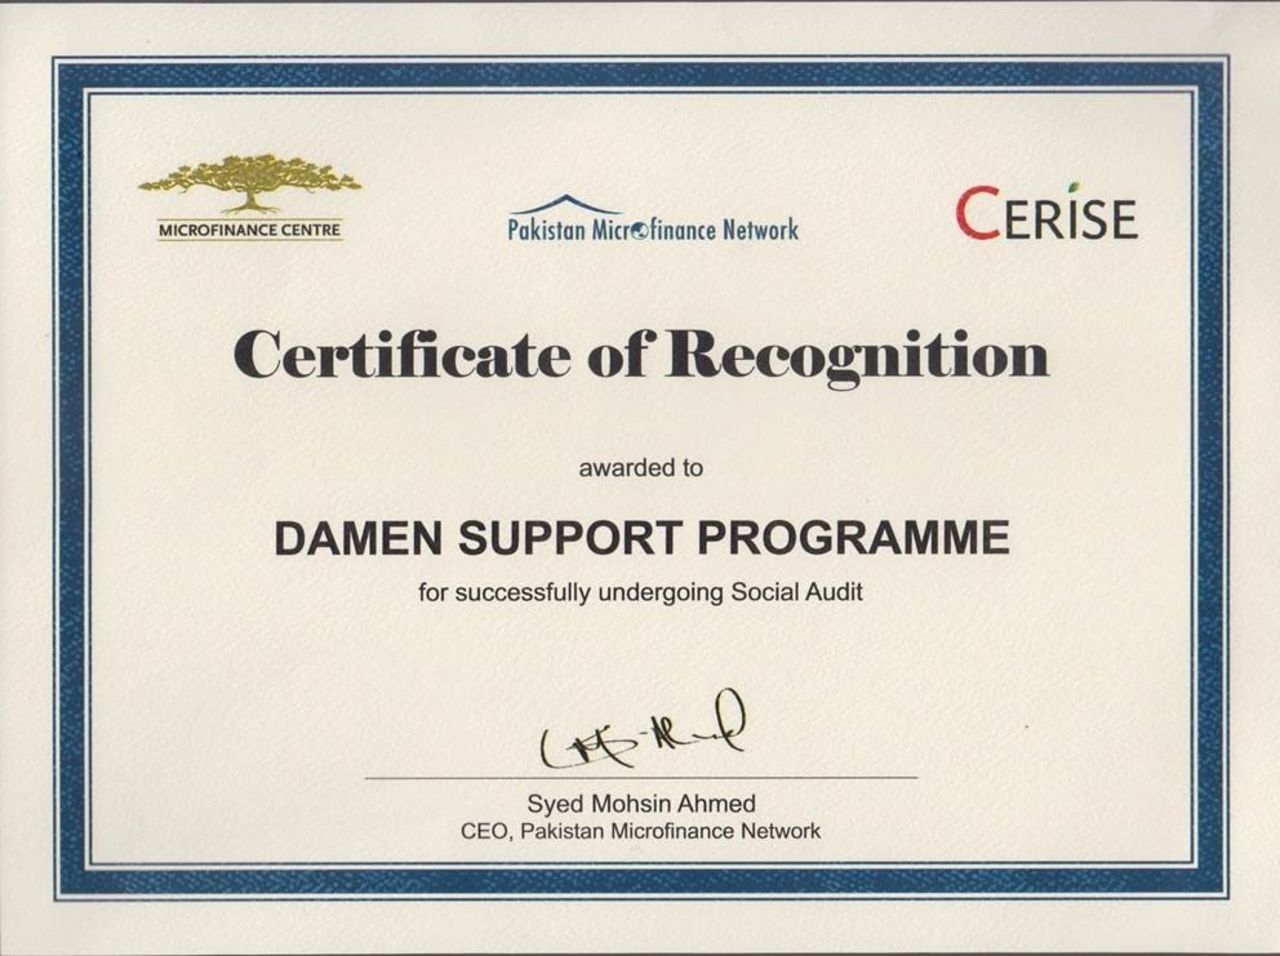 MICROFINANCE CENTRE
Pakistan Microfinance Network
CERISE
Certificate of Recognition
awarded to
DAMEN SUPPORT PROGRAMME
for successfully undergoing Social Audit
Syed Mohsin Ahmed
CEO, Pakistan Microfinance Network